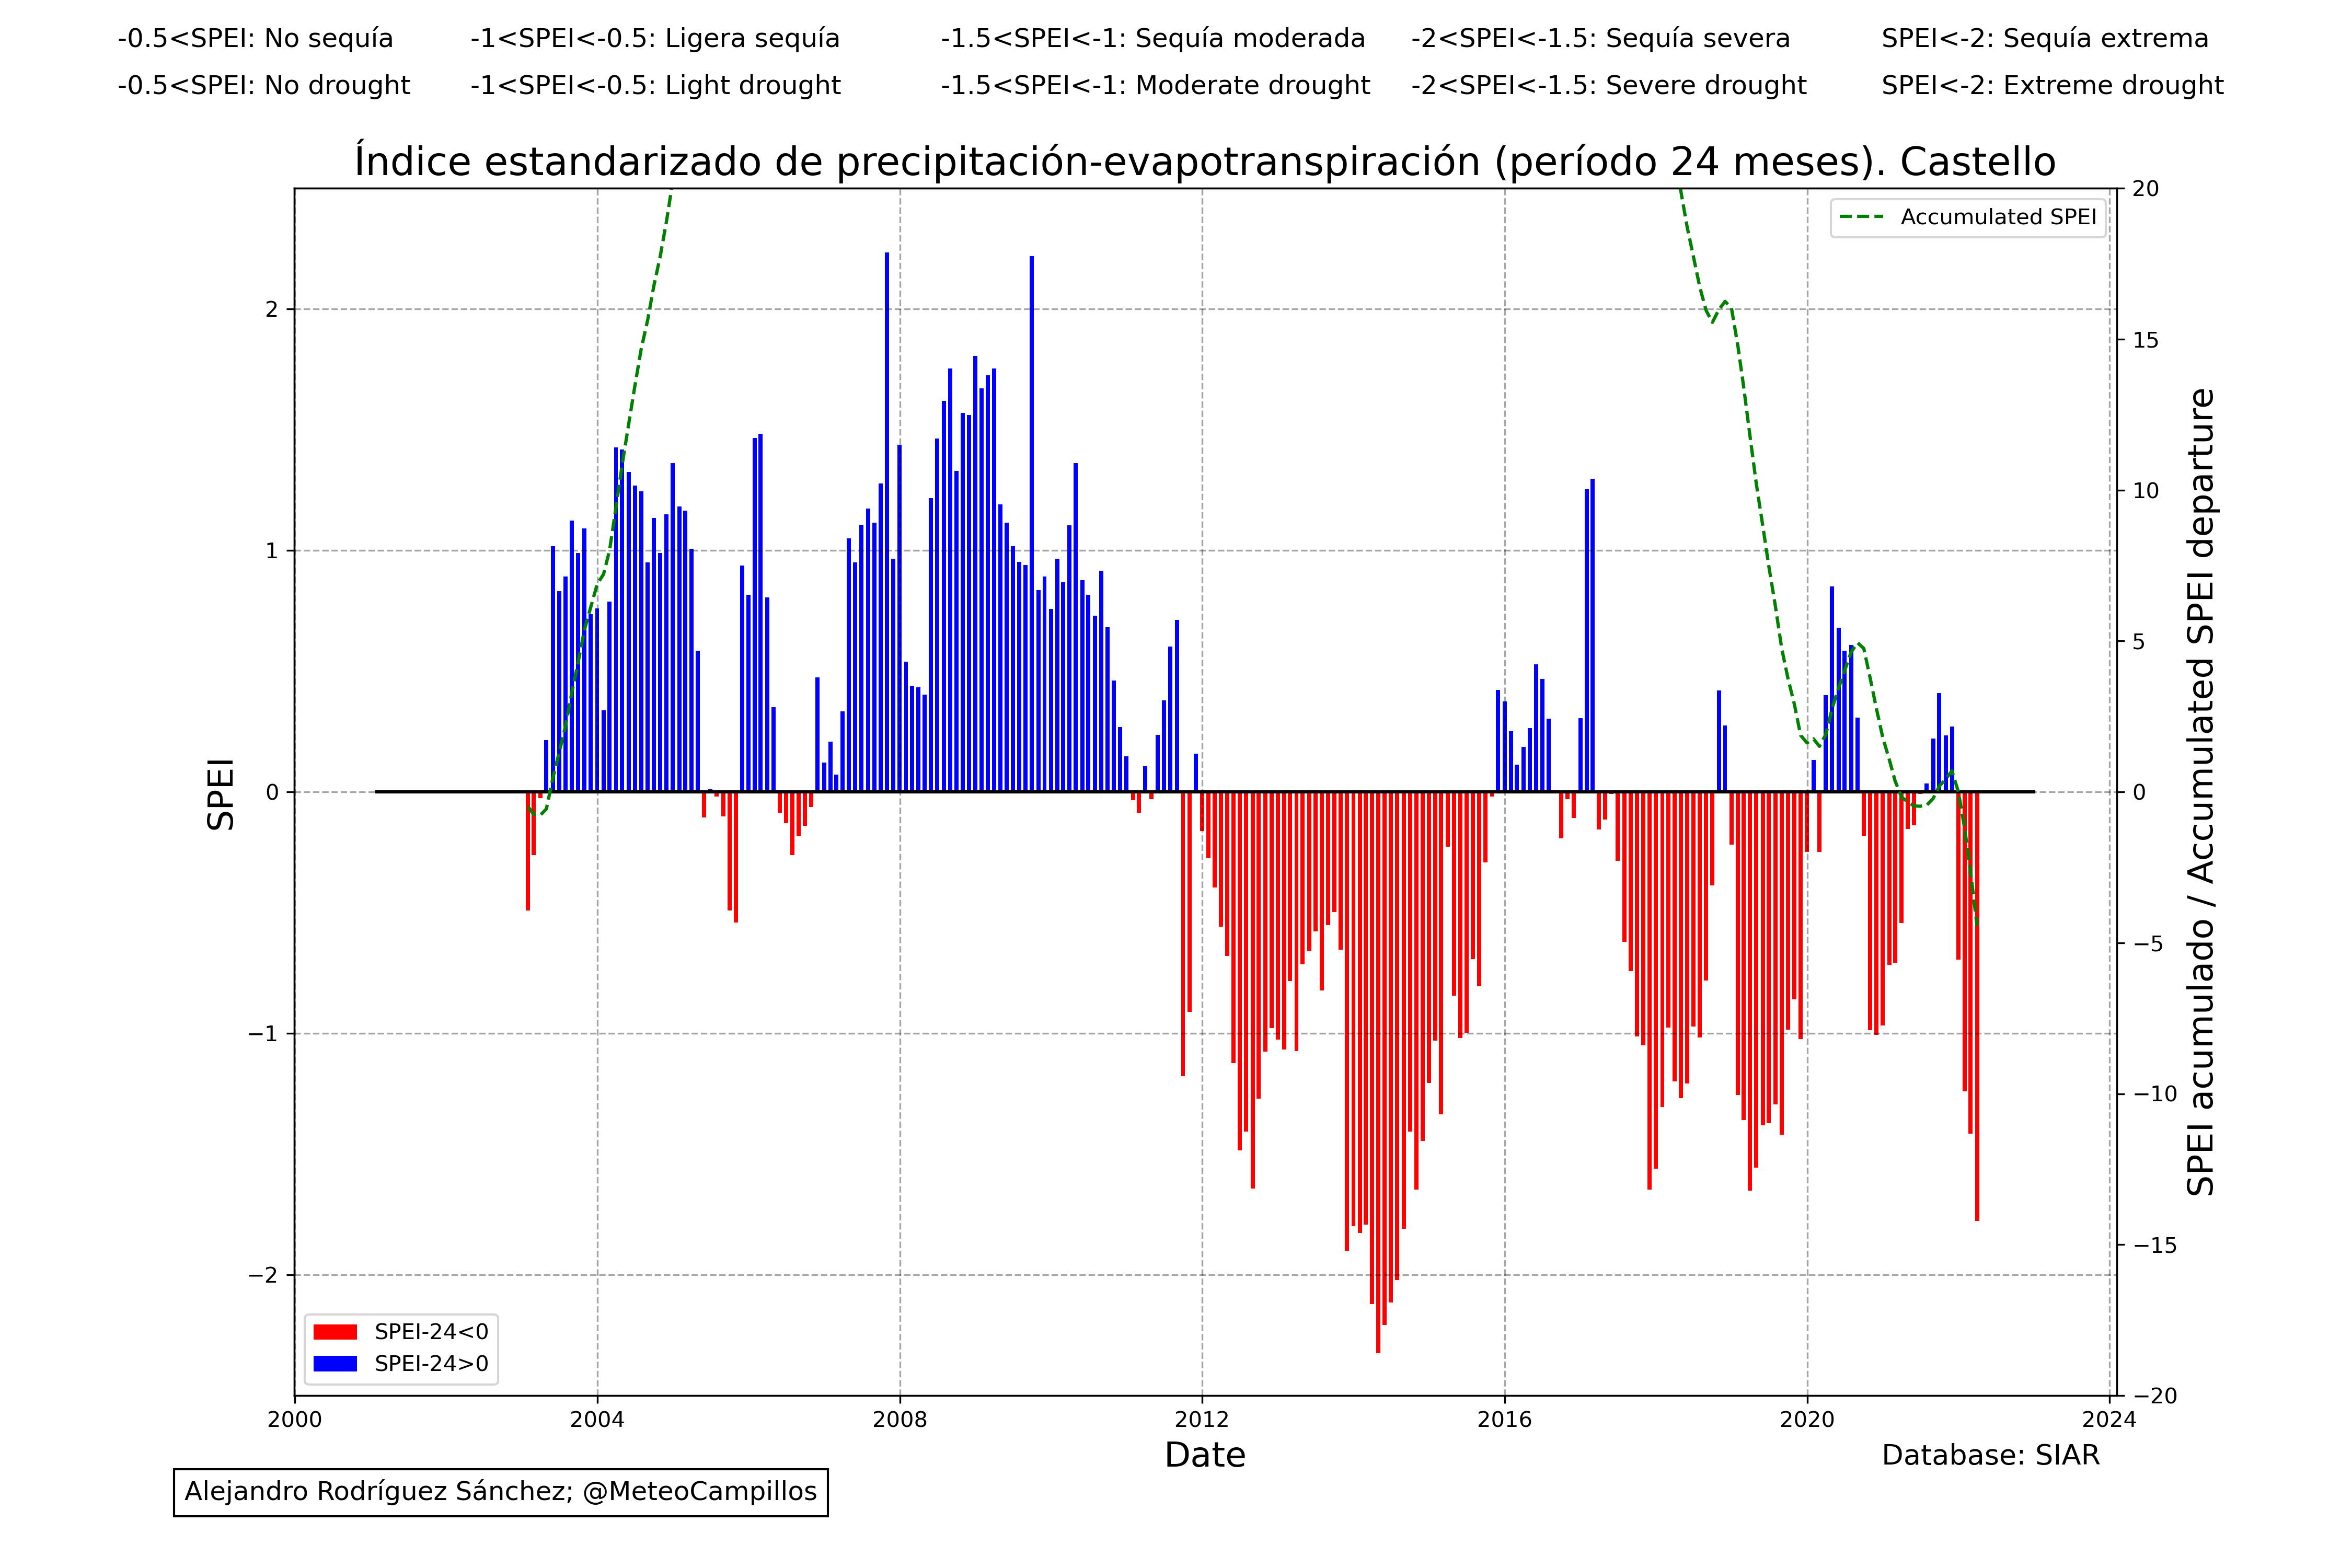 -0.5<SPEI: No sequía -1<SPEI<-0.5: Ligera sequía -1.5<SPEI<-1: Sequía moderada -2<SPEI<-1.5: Sequía severa SPEI<-2: Sequía extrema
-0.5<SPEI: No drought -1<SPEI<-0.5: Light drought -1.5<SPEI<-1: Moderate drought -2<SPEI<-1.5: Severe drought SPEI<-2: Extreme drought
Índice estandarizado de precipitación-evapotranspiración (período 24 meses). Castello
Accumulated SPEI
SPEI
2
1
0
−1
−2
20
15
10
5
0
−5
−10
−15
−20
SPEI acumulado / Accumulated SPEI departure
SPEI-24<0
SPEI-24>0
2000 2004 2008 2012 2016 2020 2024
Date
Database: SIAR
Alejandro Rodríguez Sánchez; @MeteoCampillos